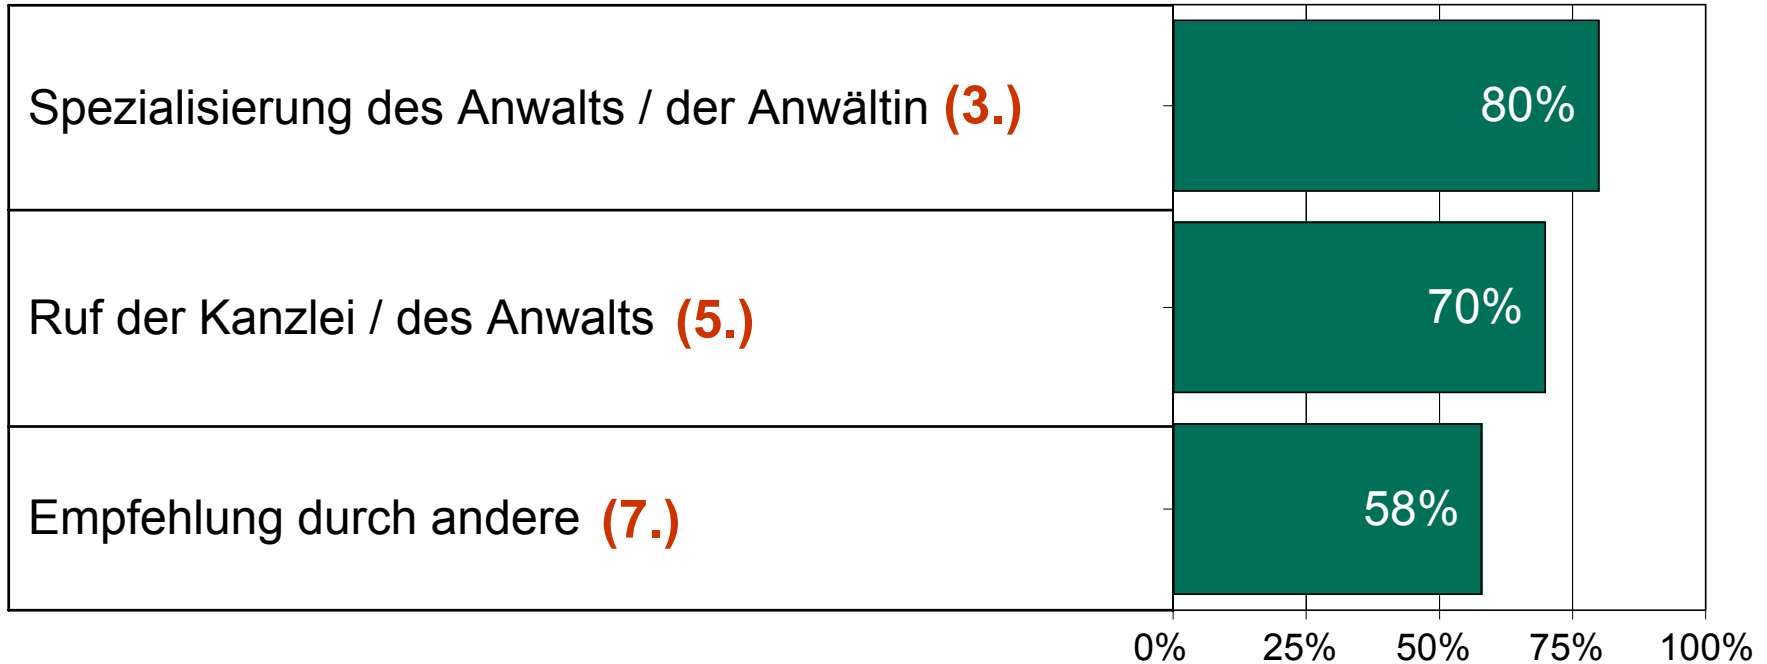 Spezialisierung des Anwalts / der Anwältin (3.)
80%
Ruf der Kanzlei / des Anwalts (5.)
70%
Empfehlung durch andere (7.)
58%
0% 25% 50% 75% 100%